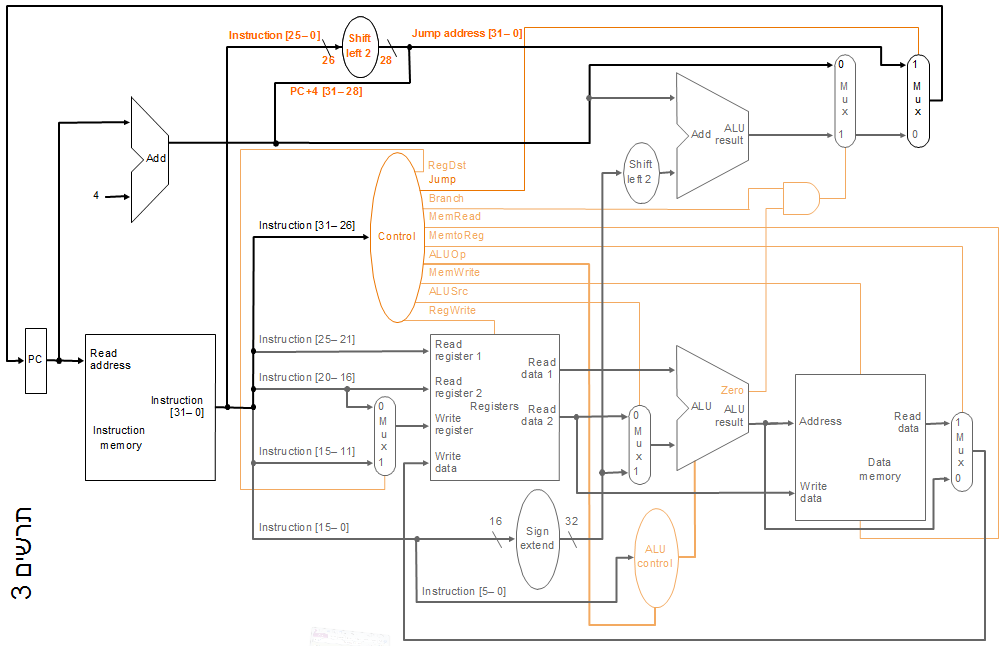 Instruction [25–0]
26
Shift
left 2
28
Jump address [31–0]
PC+4 [31–28]
Add
4
0
M
u
x
1
1
M
u
x
0
Add
ALU
result
Shift
left 2
RegDst
Jump
Branch
MemRead
MemtoReg
ALUOp
MemWrite
ALUSrc
RegWrite
Control
Instruction [31–26]
PC
Read
address
Instruction
[31–0]
Instruction
memory
Instruction [25–21]
Instruction [20–16]
Instruction [15–11]
0
M
u
x
1
Read
register 1
Read
register 2
Write
register
Write
data
Registers
Read
data 1
Read
data 2
0
M
u
x
1
Zero
ALU
ALU
result
Address
Write
data
Read
data
Data
memory
1
M
u
x
0
Instruction [15–0]
16
Sign
extend
32
Instruction [5–0]
ALU
control
תרשים 3